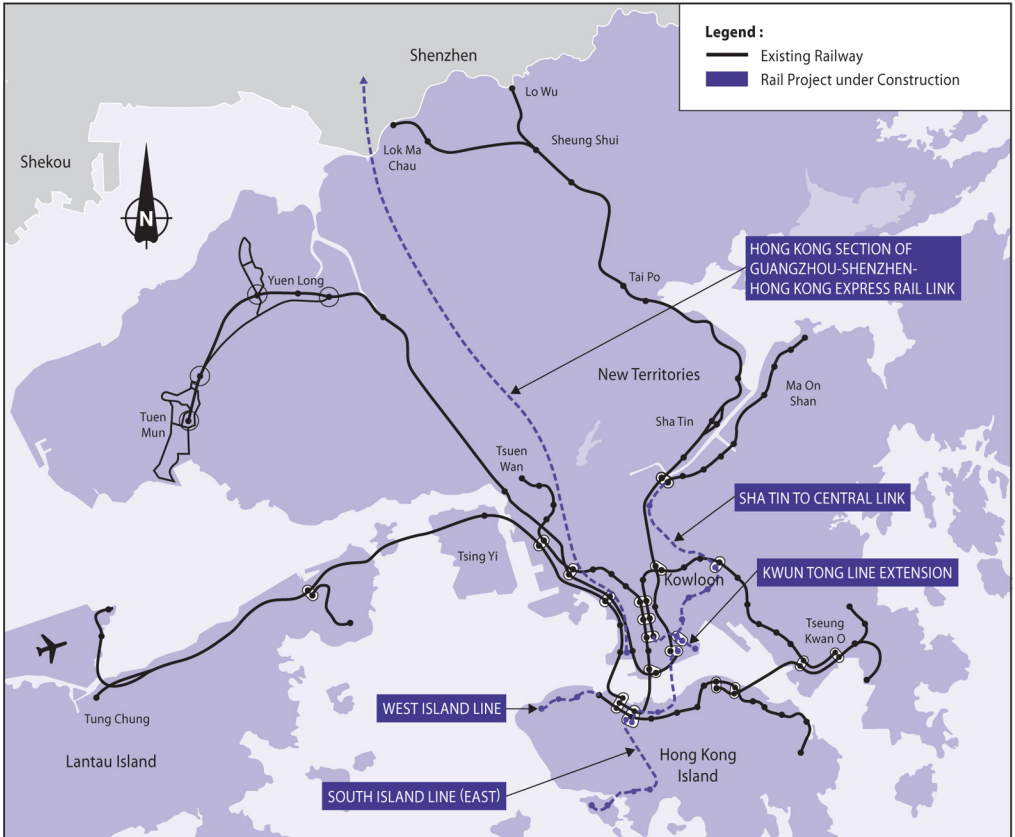 Legend :
Existing Railway
Rail Project under Construction
Shenzhen
Lo Wu
Sheung Shui
Lok Ma
Chau
Shekou
N
HONG KONG SECTION OF
GUANGZHOU-SHENZHEN-
HONG KONG EXPRESS RAIL LINK
Yuen Long
Tai Po
New Territories
Ma On
Shan
Tuen
Mun
Sha Tin
Tsuen
Wan
SHA TIN TO CENTRAL LINK
Tsing Yi
Kowloon
KWUN TONG LINE EXTENSION
Tseung
Kwan O
WEST ISLAND LINE
Tung Chung
Lantau Island
Hong Kong
Island
SOUTH ISLAND LINE (EAST)